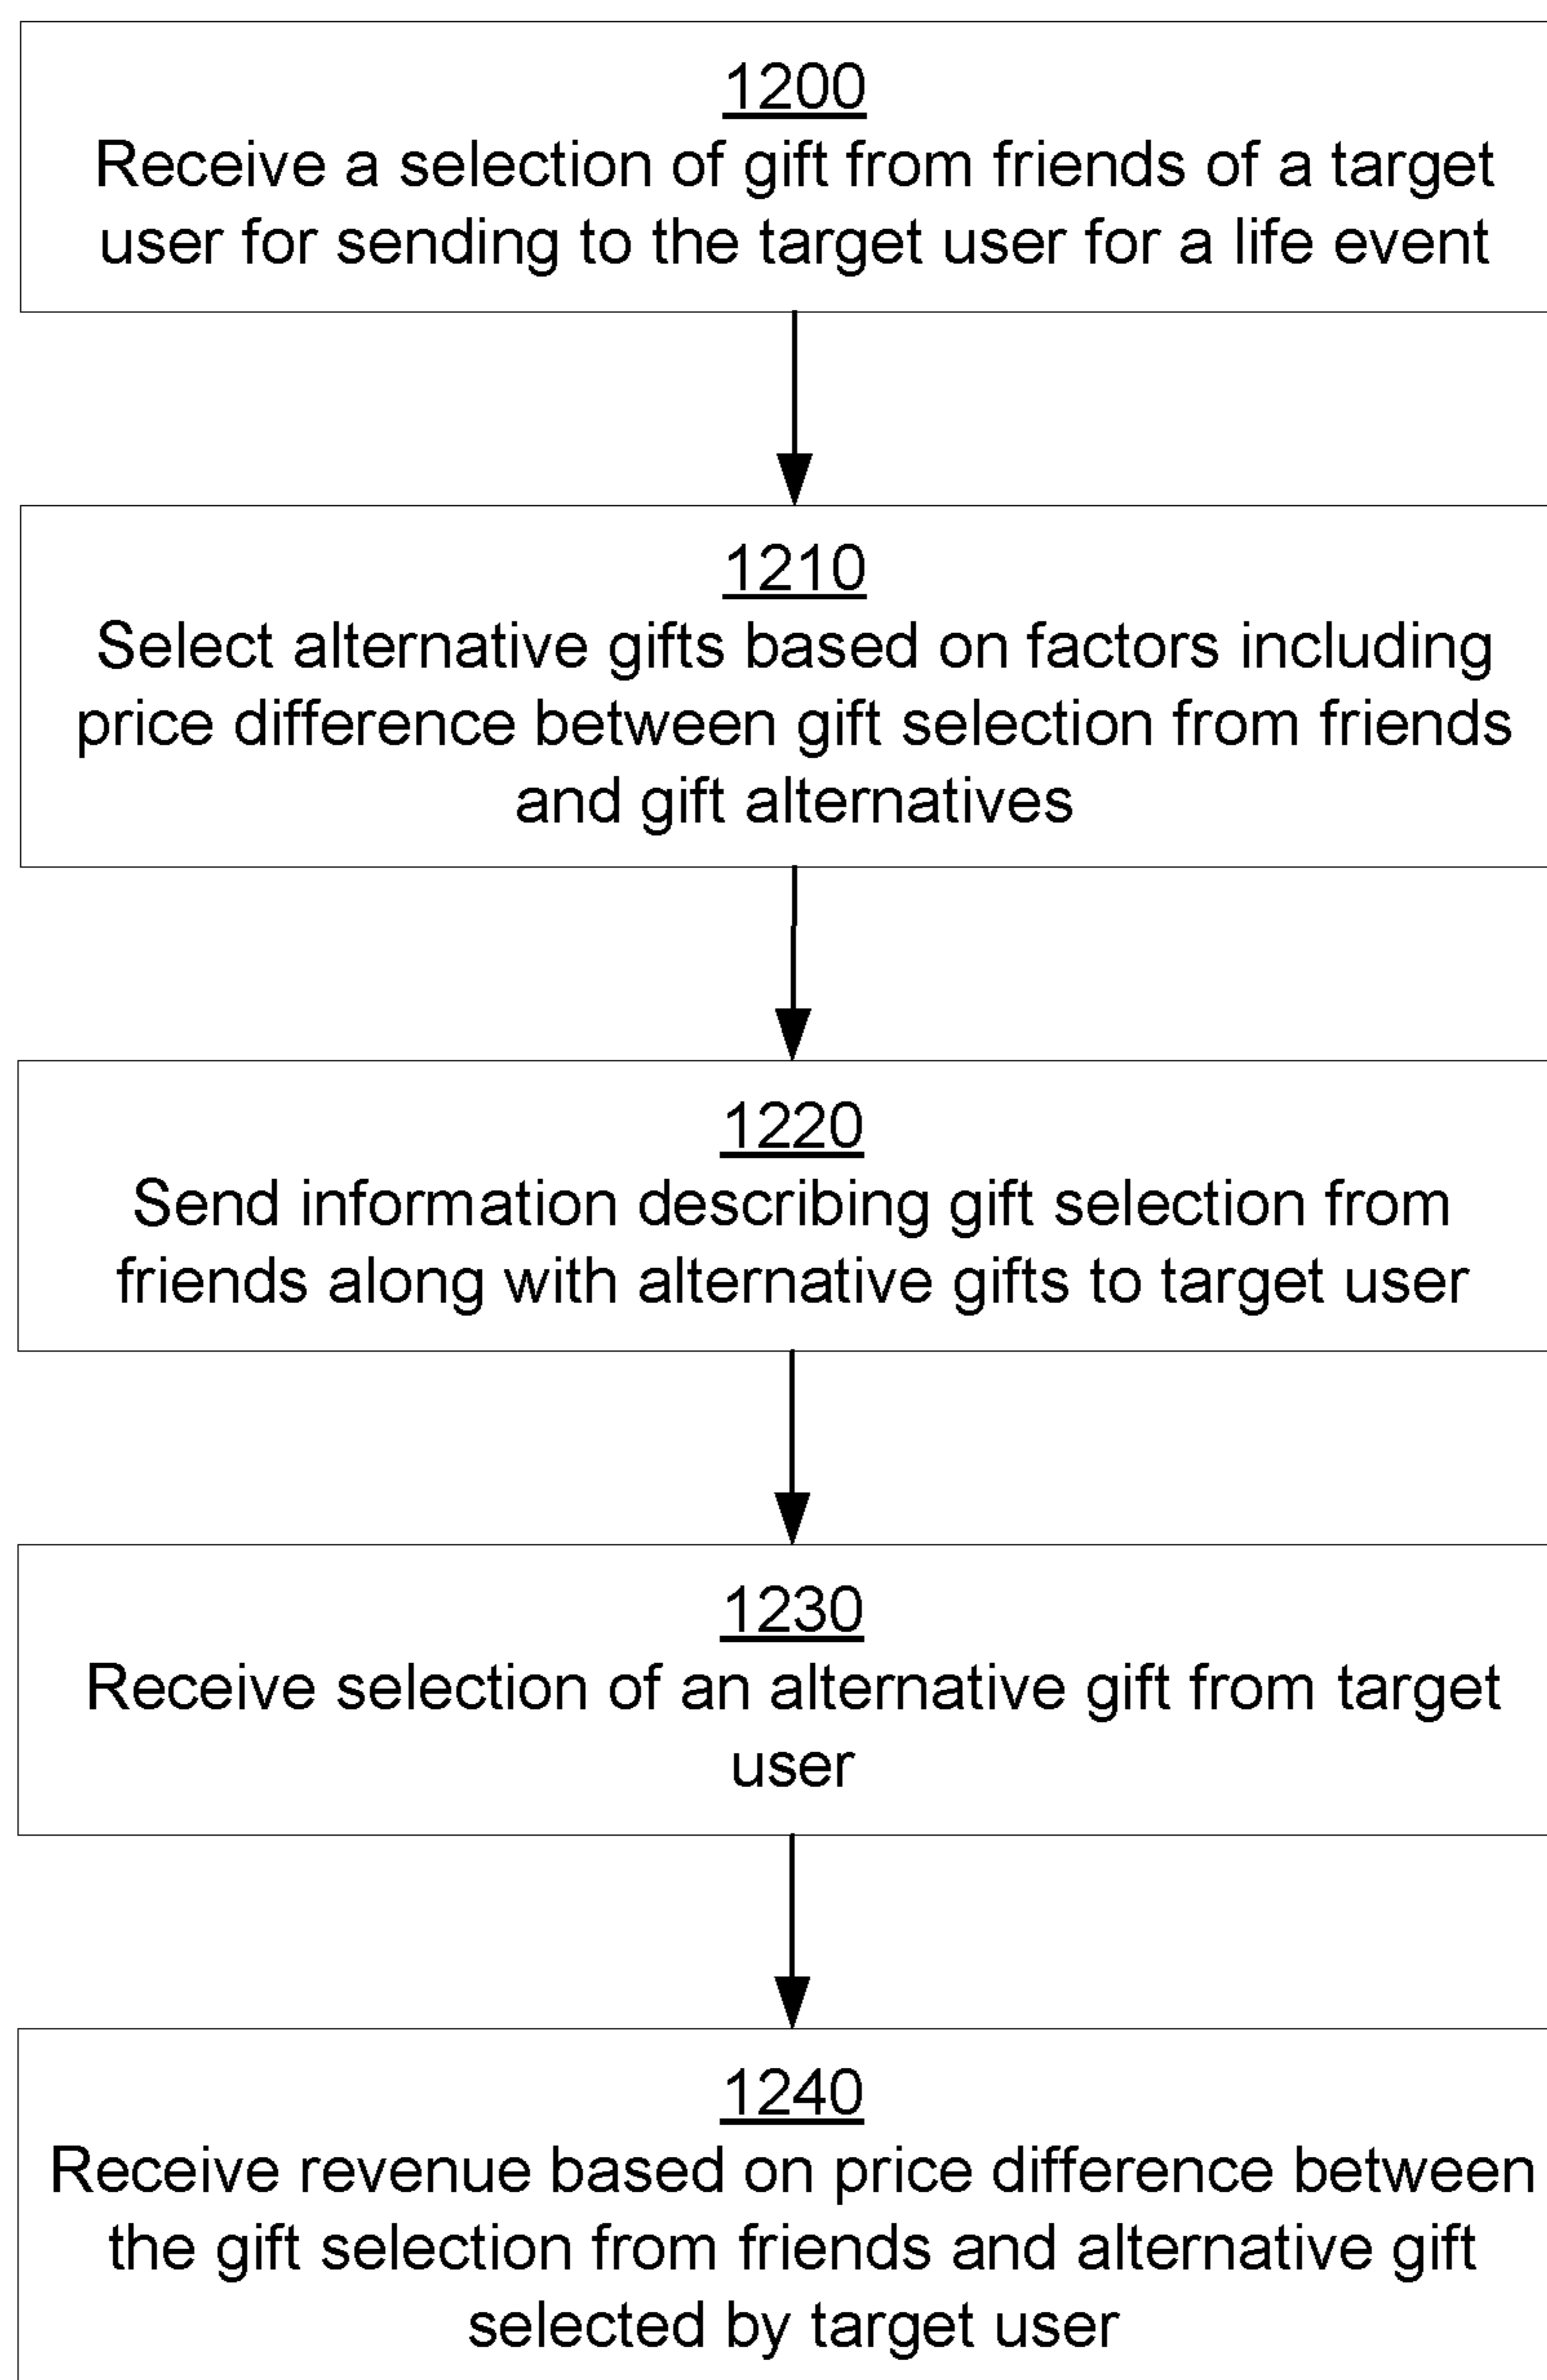 1200
Receive a selection of gift from friends of a target
user for sending to the target user for a life event
1210
Select alternative gifts based on factors including
price difference between gift selection from friends
and gift alternatives
1220
Send information describing gift selection from
friends along with alternative gifts to target user
1230
Receive selection of an alternative gift from target
user
1240
Receive revenue based on price difference between
the gift selection from friends and alternative gift
selected by target user